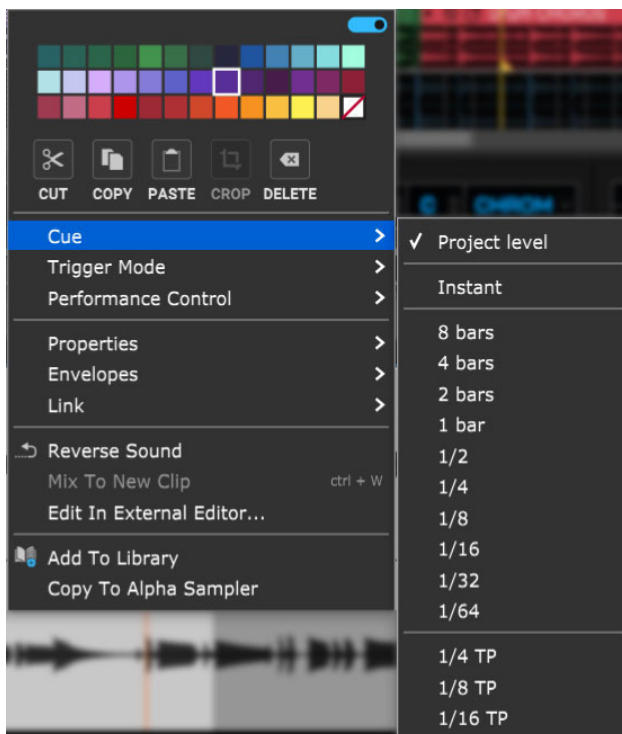 CUT COPY PASTE CROP DELETE
C CHROM
Cue
Trigger Mode
Performance Control
Properties
Envelopes
Link
Reverse Sound
Mix To New Clip ctrl + W
Edit In External Editor...
Add To Library
Copy To Alpha Sampler
Project level
Instant
8 bars
4 bars
2 bars
1 bar
1/2
1/4
1/8
1/16
1/32
1/64
1/4 TP
1/8 TP
1/16 TP